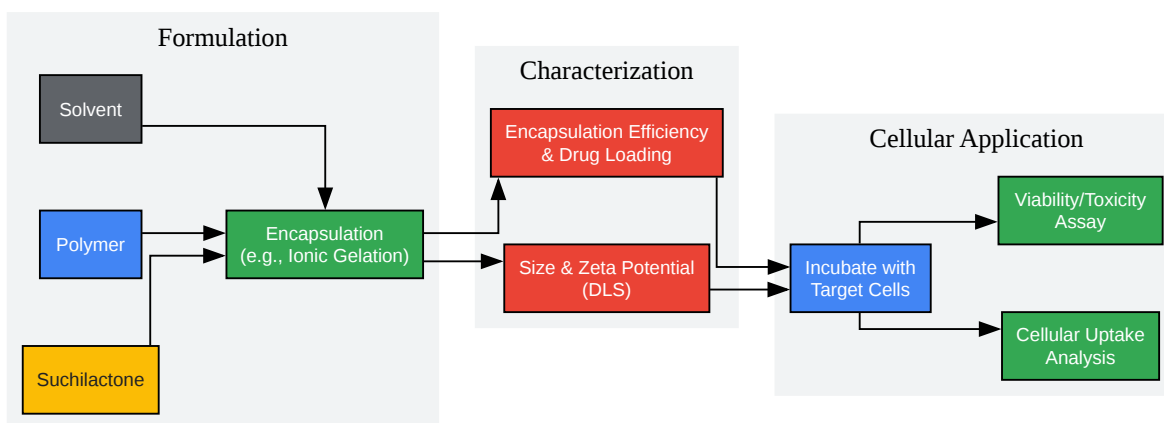 Formulation
Solvent
Polymer
Suchilactone
Encapsulation
(e.g., Ionic Gelation)
Characterization
Encapsulation Efficiency
& Drug Loading
Size & Zeta Potential
(DLS)
Cellular Application
Incubate with
Target Cells
Viability/Toxicity
Assay
Cellular Uptake
Analysis